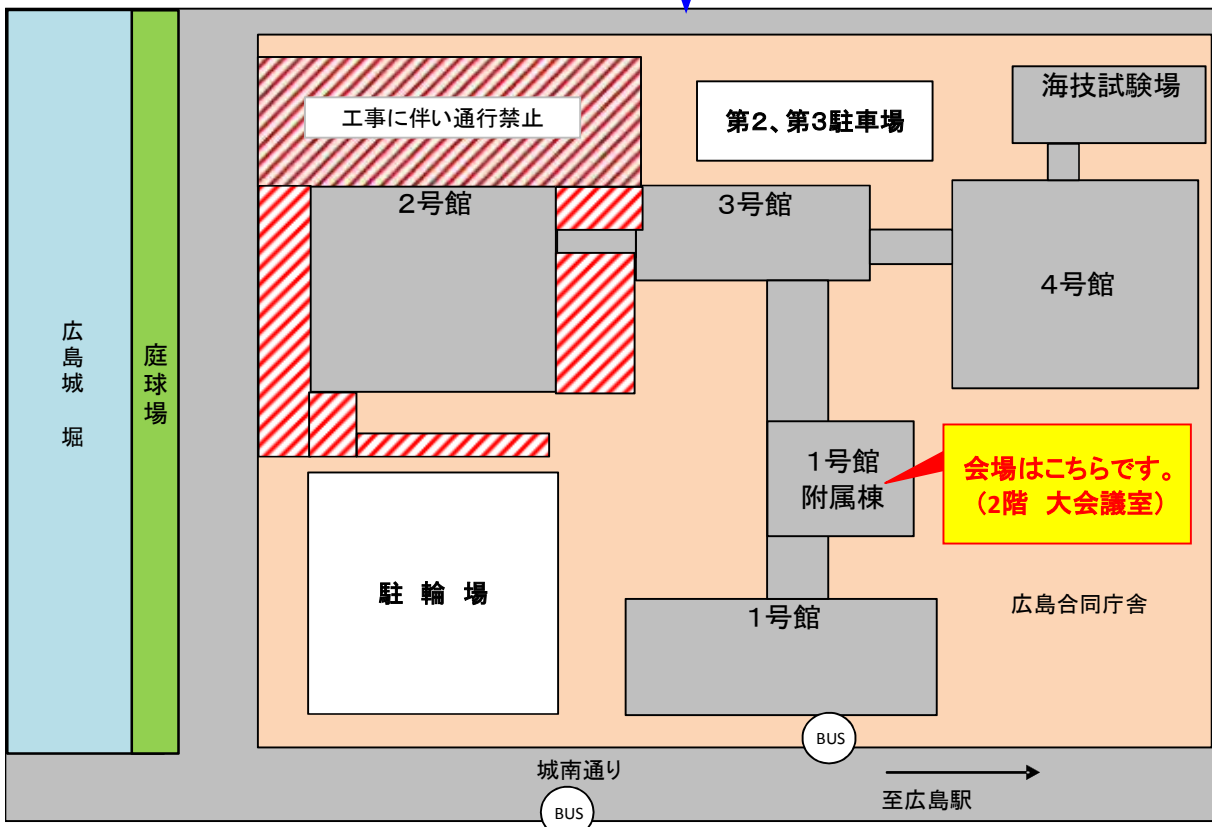 工事に伴い通行禁止
第2、第3駐車場
海技試験場
2号館
3号館
4号館
広島城　堀
庭球場
1号館
附属棟
会場はこちらです。
（2階　大会議室）
駐　輪　場
1号館
広島合同庁舎
BUS
城南通り
至広島駅
BUS